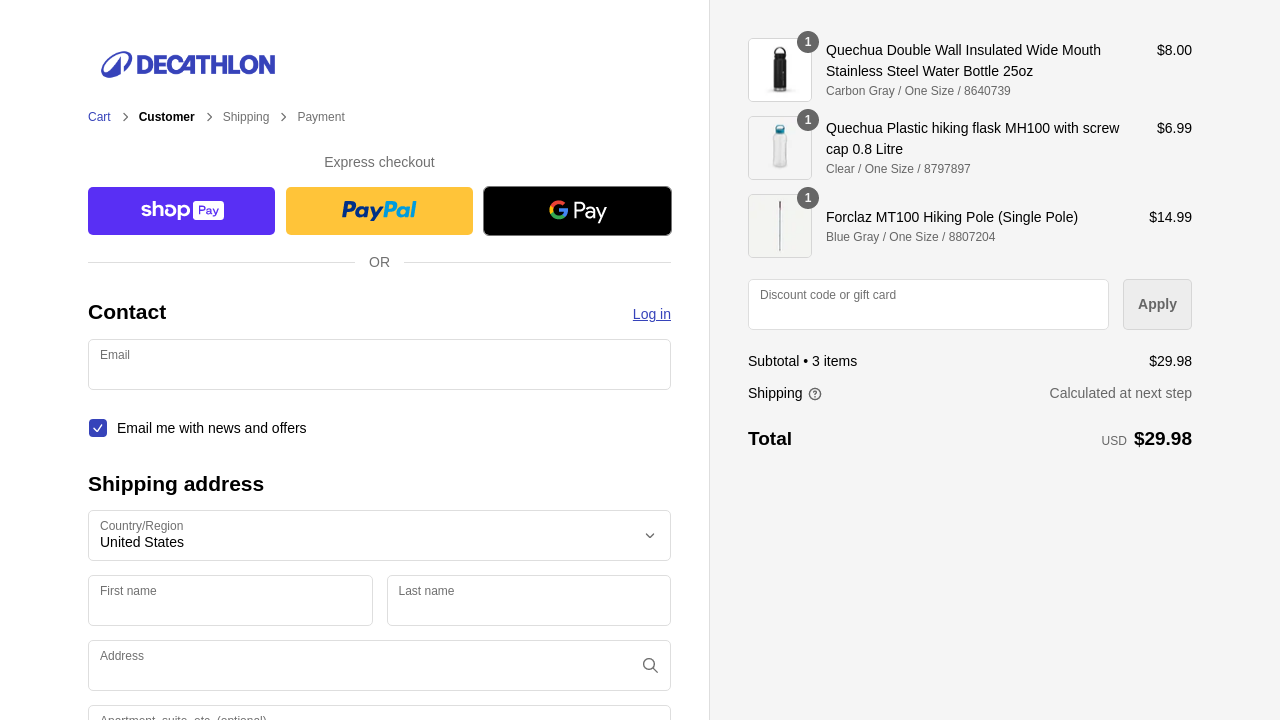 DECATHLON
Cart
Customer
Shipping
Payment
Express checkout
shop Pay
PayPal
G Pay
OR
Contact
Log in
Email
Email me with news and offers
Shipping address
Country/Region
United States
First name
Last name
Address
Apartment, suite, etc. (optional)
1
Quechua Double Wall Insulated Wide Mouth
Stainless Steel Water Bottle 25oz
Carbon Gray / One Size / 8640739
$8.00
1
Quechua Plastic hiking flask MH100 with screw
cap 0.8 Litre
Clear / One Size / 8797897
$6.99
1
Forclaz MT100 Hiking Pole (Single Pole)
Blue Gray / One Size / 8807204
$14.99
Discount code or gift card
Apply
Subtotal • 3 items
$29.98
Shipping
Calculated at next step
Total
USD $29.98